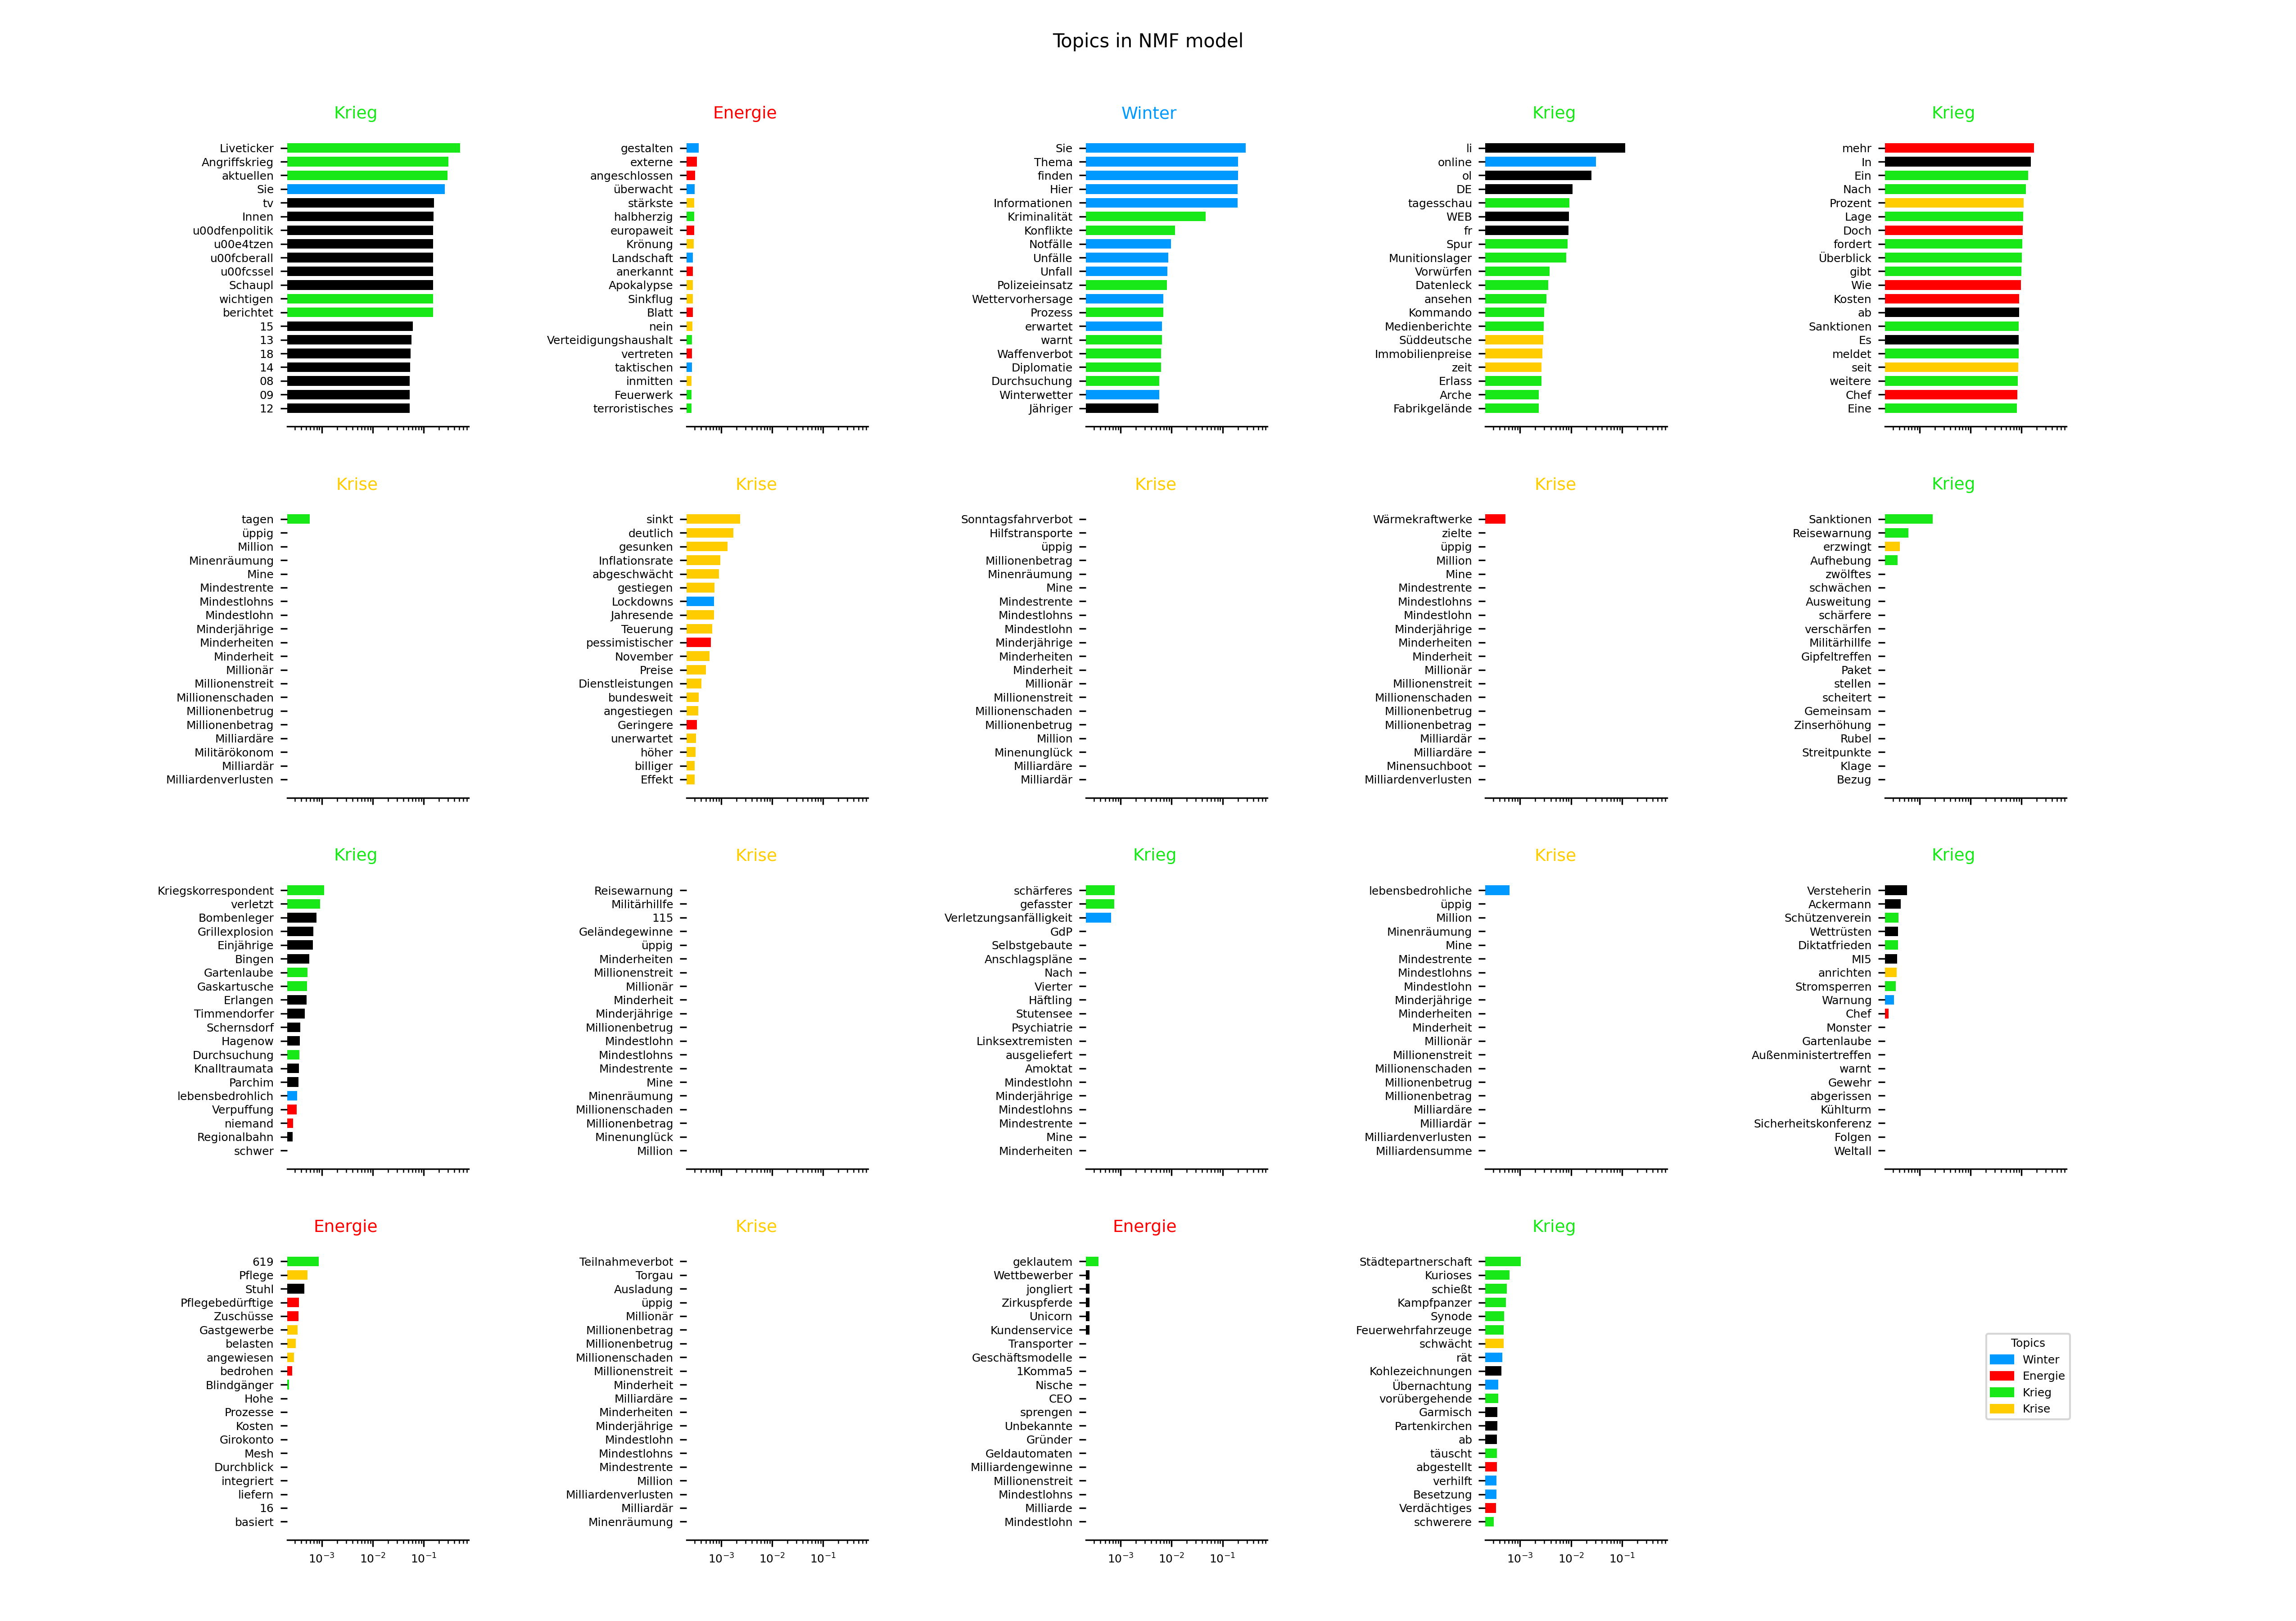 Topics in NMF model
Krieg
Liveticker
Angriffskrieg
aktuellen
Sie
tv
Innen
u00dfenpolitik
u00e4tzen
u00fcberall
u00fcssel
Schaupl
wichtigen
berichtet
15
13
18
14
08
09
12
Energie
gestalten
externe
angeschlossen
überwacht
stärkste
halbherzig
europaweit
Krönung
Landschaft
anerkannt
Apokalypse
Sinkflug
Blatt
nein
Verteidigungshaushalt
vertreten
taktischen
inmitten
Feuerwerk
terroristisches
Winter
Sie
Thema
finden
Hier
Informationen
Kriminalität
Konflikte
Notfälle
Unfälle
Unfall
Polizeieinsatz
Wettervorhersage
Prozess
erwartet
warnt
Waffenverbot
Diplomatie
Durchsuchung
Winterwetter
Jähriger
Krieg
li
online
ol
DE
tagesschau
WEB
fr
Spur
Munitionslager
Vorwürfen
Datenleck
ansehen
Kommando
Medienberichte
Süddeutsche
Immobilienpreise
zeit
Erlass
Arche
Fabrikgelände
Krieg
mehr
In
Ein
Nach
Prozent
Lage
Doch
fordert
Überblick
gibt
Wie
Kosten
ab
Sanktionen
Es
meldet
seit
weitere
Chef
Eine
Krise
tagen
üppig
Million
Minenräumung
Mine
Mindestrente
Mindestlohns
Mindestlohn
Minderjährige
Minderheiten
Minderheit
Millionär
Millionenstreit
Millionenschaden
Millionenbetrug
Millionenbetrag
Milliardäre
Militärökonom
Milliardär
Milliardenverlusten
Krise
sinkt
deutlich
gesunken
Inflationsrate
abgeschwächt
gestiegen
Lockdowns
Jahresende
Teuerung
pessimistischer
November
Preise
Dienstleistungen
bundesweit
angestiegen
Geringere
unerwartet
höher
billiger
Effekt
Krise
Sonntagsfahrverbot
Hilfstransporte
üppig
Millionenbetrag
Minenräumung
Mine
Mindestrente
Mindestlohns
Mindestlohn
Minderjährige
Minderheiten
Minderheit
Millionär
Millionenstreit
Millionenschaden
Millionenbetrug
Million
Minenunglück
Milliardäre
Milliardär
Krise
Wärmekraftwerke
zielte
üppig
Million
Mine
Mindestrente
Mindestlohns
Mindestlohn
Minderjährige
Minderheiten
Minderheit
Millionär
Millionenstreit
Millionenschaden
Millionenbetrug
Millionenbetrag
Milliardär
Milliardäre
Minensuchboot
Milliardenverlusten
Krieg
Sanktionen
Reisewarnung
erzwingt
Aufhebung
zwölftes
schwächen
Ausweitung
schärfere
verschärfen
Militärhillfe
Gipfeltreffen
Paket
stellen
scheitert
Gemeinsam
Zinserhöhung
Rubel
Streitpunkte
Klage
Bezug
Krieg
Kriegskorrespondent
verletzt
Bombenleger
Grillexplosion
Einjährige
Bingen
Gartenlaube
Gaskartusche
Erlangen
Timmendorfer
Schernsdorf
Hagenow
Durchsuchung
Knalltraumata
Parchim
lebensbedrohlich
Verpuffung
niemand
Regionalbahn
schwer
Krise
Reisewarnung
Militärhillfe
115
Geländegewinne
üppig
Minderheiten
Millionenstreit
Millionär
Minderheit
Minderjährige
Millionenbetrug
Mindestlohn
Mindestlohns
Mindestrente
Mine
Minenräumung
Millionenschaden
Millionenbetrag
Minenunglück
Million
Krieg
schärferes
gefasster
Verletzungsanfälligkeit
GdP
Selbstgebaute
Anschlagspläne
Nach
Vierter
Häftling
Stutensee
Psychiatrie
Linksextremisten
ausgeliefert
Amoktat
Mindestlohn
Minderjährige
Mindestlohns
Mindestrente
Mine
Minderheiten
Krise
lebensbedrohliche
üppig
Million
Minenräumung
Mine
Mindestrente
Mindestlohns
Mindestlohn
Minderjährige
Minderheiten
Minderheit
Millionär
Millionenstreit
Millionenschaden
Millionenbetrug
Millionenbetrag
Milliardäre
Milliardär
Milliardenverlusten
Milliardensumme
Krieg
Versteherin
Ackermann
Schützenverein
Wettrüsten
Diktatfrieden
MI5
anrichten
Stromsperren
Warnung
Chef
Monster
Gartenlaube
Außenministertreffen
warnt
Gewehr
abgerissen
Kühlturm
Sicherheitskonferenz
Folgen
Weltall
Energie
619
Pflege
Stuhl
Pflegebedürftige
Zuschüsse
Gastgewerbe
belasten
angewiesen
bedrohen
Blindgänger
Hohe
Prozesse
Kosten
Girokonto
Mesh
Durchblick
integriert
liefern
16
basiert
10⁻³ 10⁻² 10⁻¹
Krise
Teilnahmeverbot
Torgau
Ausladung
üppig
Millionär
Millionenbetrag
Millionenbetrug
Millionenschaden
Millionenstreit
Minderheit
Milliardäre
Minderheiten
Minderjährige
Mindestlohn
Mindestlohns
Mindestrente
Million
Milliardenverlusten
Milliardär
Minenräumung
10⁻³ 10⁻² 10⁻¹
Energie
geklautem
Wettbewerber
jongliert
Zirkuspferde
Unicorn
Kundenservice
Transporter
Geschäftsmodelle
1Komma5
Nische
CEO
sprengen
Unbekannte
Gründer
Geldautomaten
Milliardengewinne
Millionenstreit
Mindestlohns
Milliarde
Mindestlohn
10⁻³ 10⁻² 10⁻¹
Krieg
Städtepartnerschaft
Kurioses
schießt
Kampfpanzer
Synode
Feuerwehrfahrzeuge
schwächt
rät
Kohlezeichnungen
Übernachtung
vorübergehende
Garmisch
Partenkirchen
ab
täuscht
abgestellt
verhilft
Besetzung
Verdächtiges
schwerere
10⁻³ 10⁻² 10⁻¹
Topics
Winter
Energie
Krieg
Krise